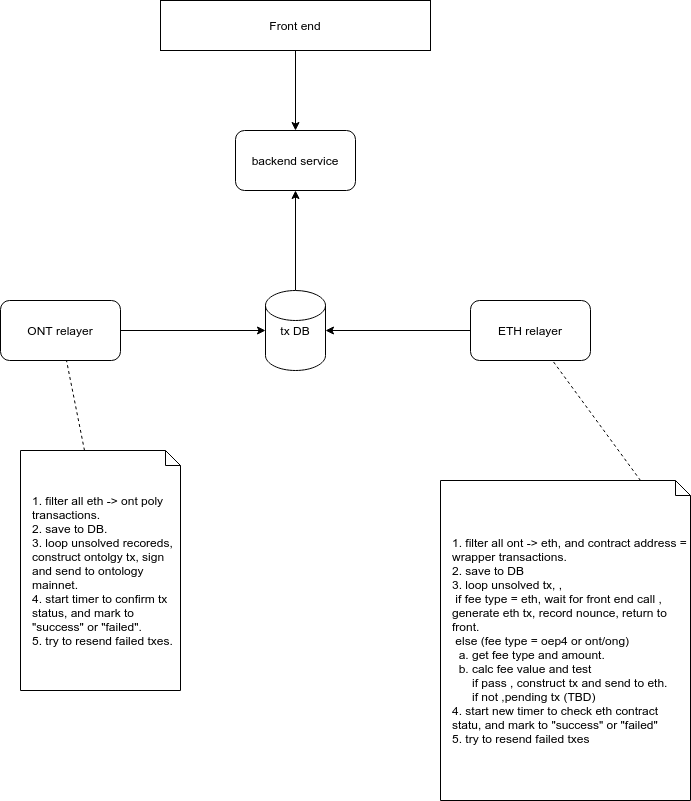 Front end
backend service
ONT relayer
tx DB
ETH relayer
1. filter all eth -> ont poly
transactions.
2. save to DB.
3. loop unsolved recoreds,
construct ontolgy tx, sign
and send to ontology
mainnet.
4. start timer to confirm tx
status, and mark to
"success" or "failed".
5. try to resend failed txes.
1. filter all ont -> eth, and contract address =
wrapper transactions.
2. save to DB
3. loop unsolved tx, ,
if fee type = eth, wait for front end call ,
generate eth tx, record nounce, return to
front.
else (fee type = oep4 or ont/ong)
a. get fee type and amount.
b. calc fee value and test
if pass , construct tx and send to eth.
if not ,pending tx (TBD)
4. start new timer to check eth contract
statu, and mark to "success" or "failed"
5. try to resend failed txes